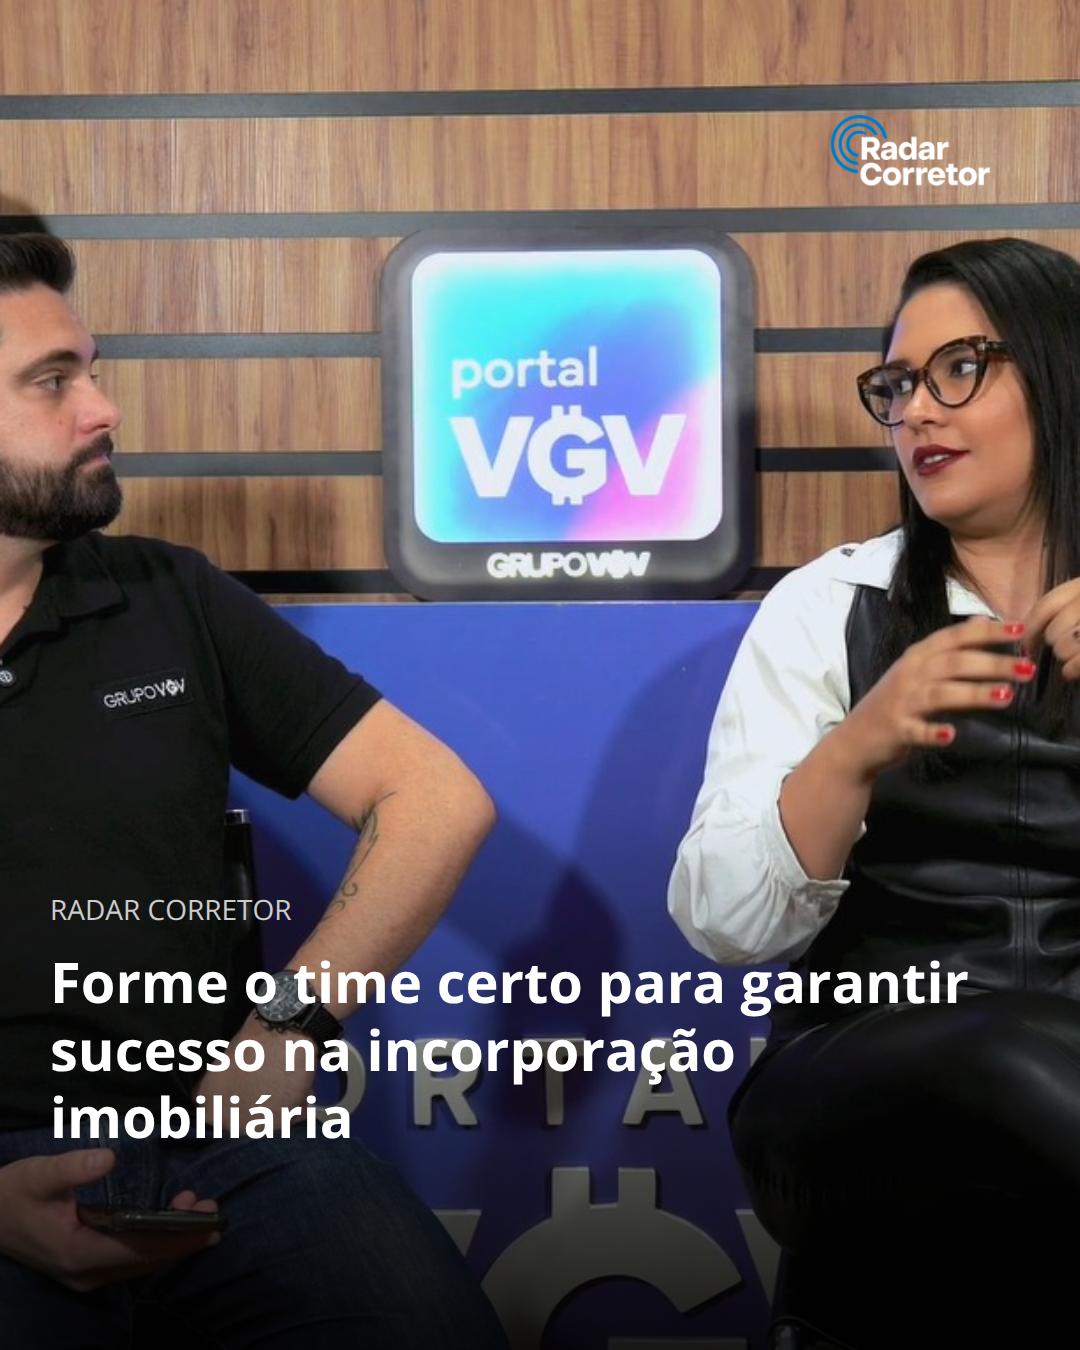 Radar
Corretor
portal
VGV
GRUPOVGV
GRUPOVGV
RADAR CORRETOR
Forme o time certo para garantir
sucesso na incorporação
imobiliária